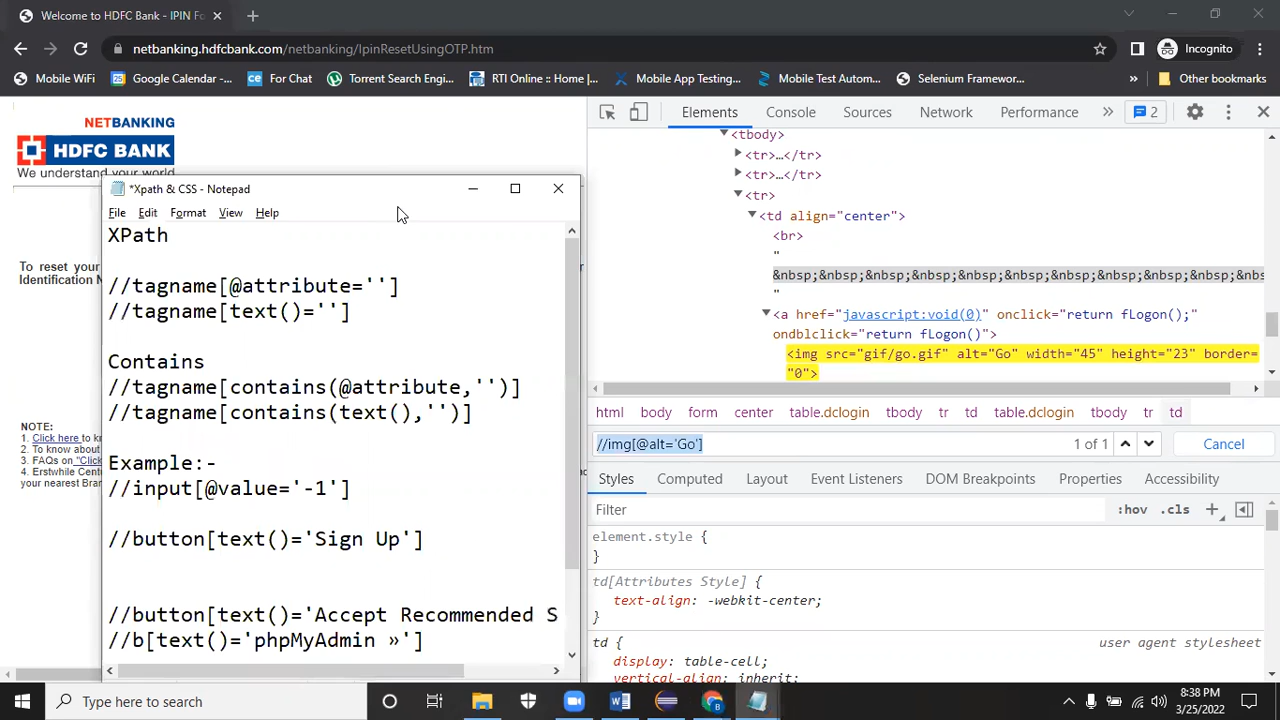 Welcome to HDFC Bank - IPIN Fo
Incognito
netbanking.hdfcbank.com/netbanking/IpinResetUsingOTP.htm
Mobile WiFi
Google Calendar -...
For Chat
Torrent Search Engi...
RTI Online :: Home |...
Mobile App Testing...
Mobile Test Autom...
Selenium Framewor...
»
Other bookmarks
NETBANKING
HDFC BANK
We understand your world
To reset your
Identification N
NOTE:
1. Click here to k
2. To know about
3. FAQs on "Click
4. Erstwhile Cent
your nearest Bran
*Xpath & CSS - Notepad
File Edit Format View Help
XPath
//tagname[@attribute='']
//tagname[text()='']
Contains
//tagname[contains(@attribute,'')]
//tagname[contains(text(),'')]
Example:-
//input[@value='-1']
//button[text()='Sign Up']
//button[text()='Accept Recommended S
//b[text()='phpMyAdmin »']
Elements Console Sources Network Performance » 2
<tbody>
<tr>…</tr>
<tr>…</tr>
<tr>
<td align="center">
<br>
"
&nbsp;&nbsp;&nbsp;&nbsp;&nbsp;&nbsp;&nbsp;&nbsp;&nbsp;&nbsp;&nbs
"
<a href="javascript:void(0)" onclick="return fLogon();"
ondblclick="return fLogon()">
<img src="gif/go.gif" alt="Go" width="45" height="23" border=
"0">
html body form center table.dclogin tbody tr td table.dclogin tbody tr td
//img[@alt='Go'] 1 of 1 Cancel
Styles Computed Layout Event Listeners DOM Breakpoints Properties Accessibility
Filter :hov .cls +
element.style {
}
td[Attributes Style] {
text-align: -webkit-center;
}
td { user agent stylesheet
display: table-cell;
vertical-align: inherit;
Type here to search
8:38 PM
3/25/2022